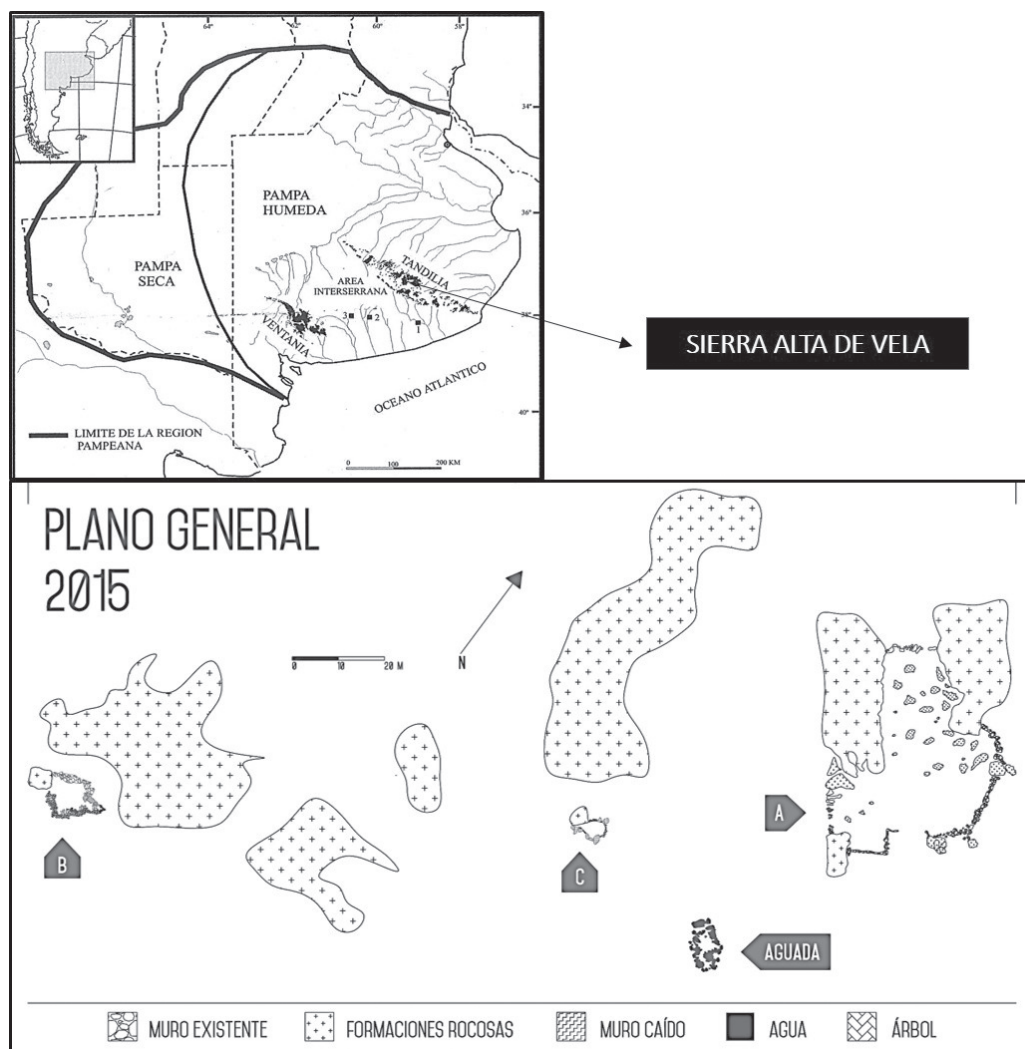 64°
62°
60°
58°
34°
36°
38°
40°
PAMPA
HUMEDA
PAMPA
SECA
TANDILIA
AREA
INTERSERRANA
3
2
1
VENTANIA
OCEANO ATLANTICO
LIMITE DE LA REGION
PAMPEANA
0 100 200 KM
SIERRA ALTA DE VELA
PLANO GENERAL
2015
0 10 20 M
N
A
B
C
AGUADA
MURO EXISTENTE
FORMACIONES ROCOSAS
MURO CAÍDO
AGUA
ÁRBOL